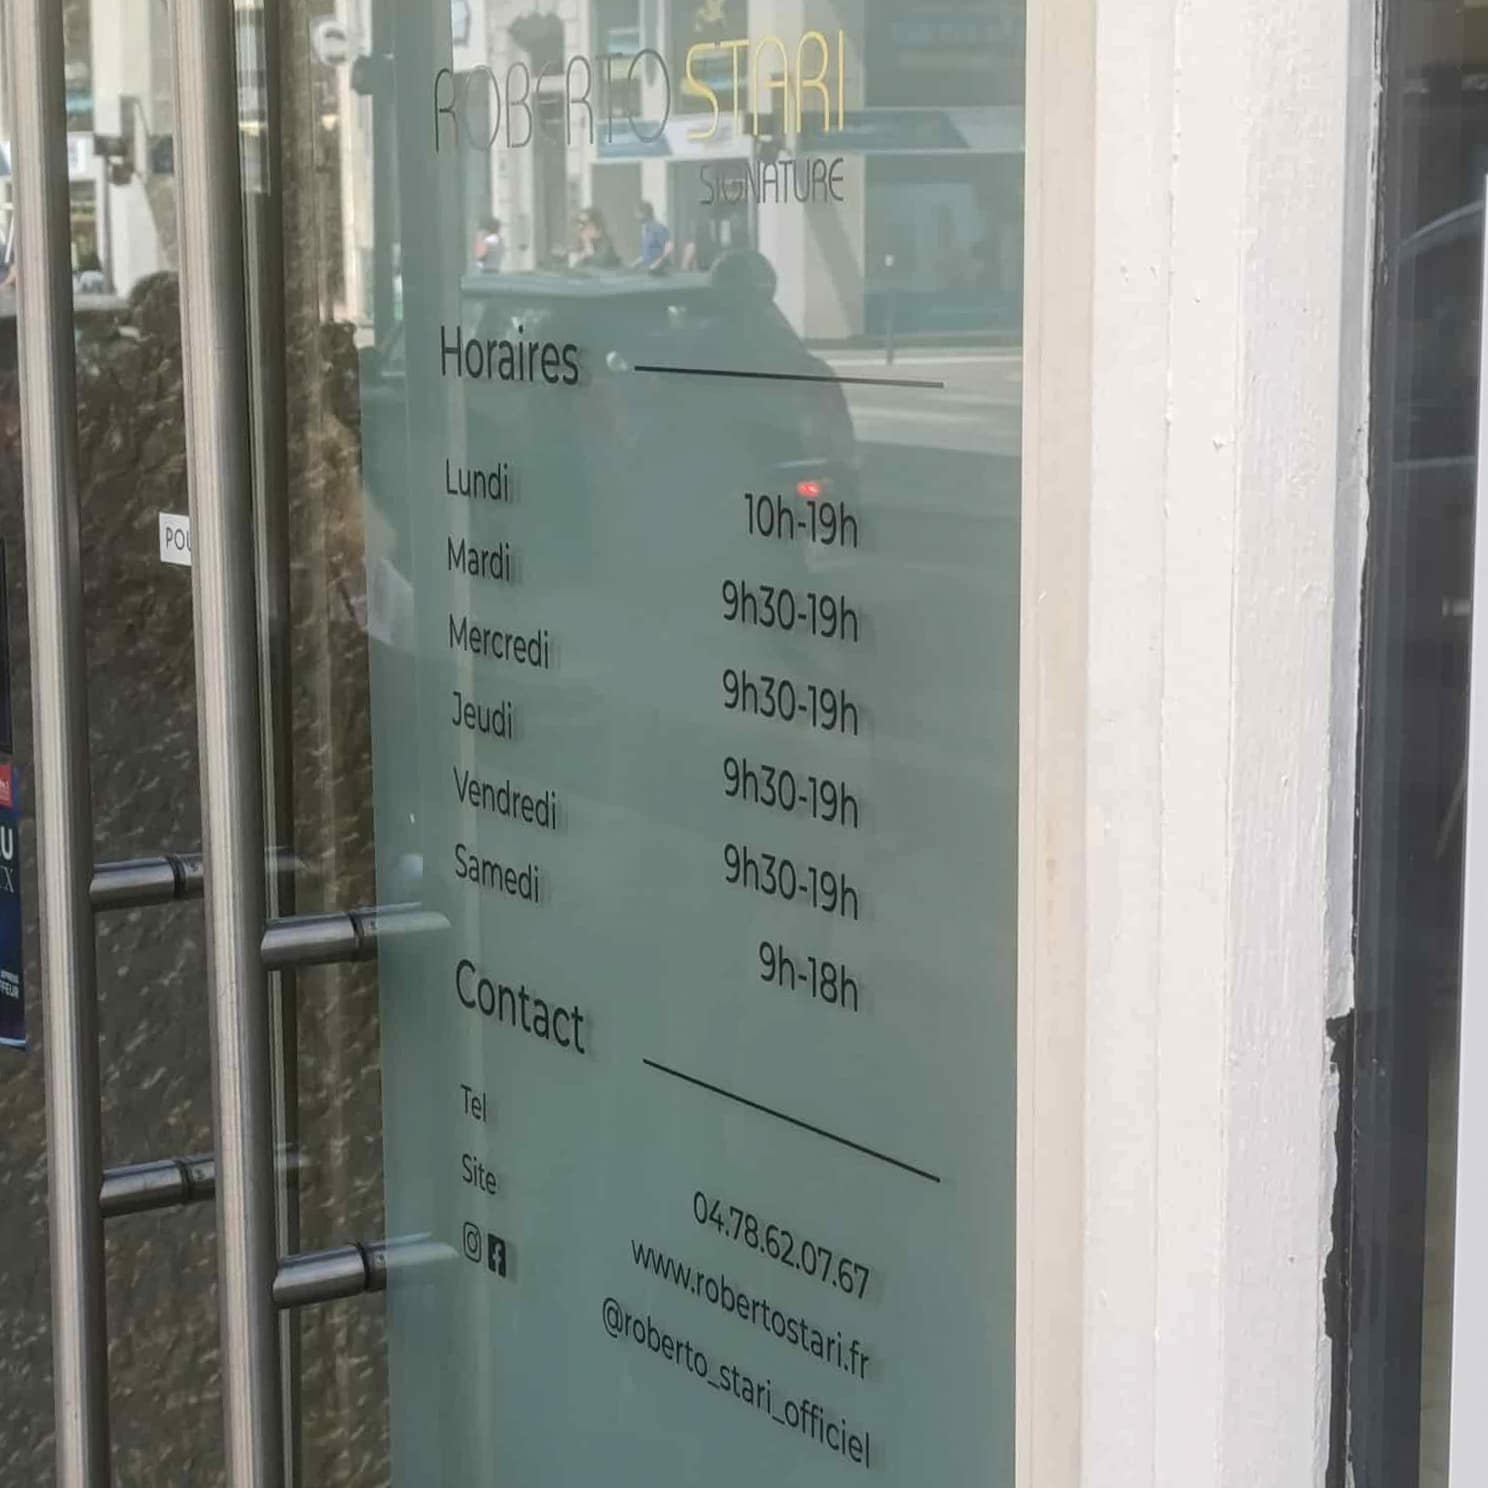 ROBERTO STARI
SIGNATURE
Horaires
Lundi 10h-19h
Mardi 9h30-19h
Mercredi 9h30-19h
Jeudi 9h30-19h
Vendredi 9h30-19h
Samedi 9h-18h
Contact
Tel 04.78.62.07.67
Site www.robertostari.fr
@roberto_stari_officiel
POU